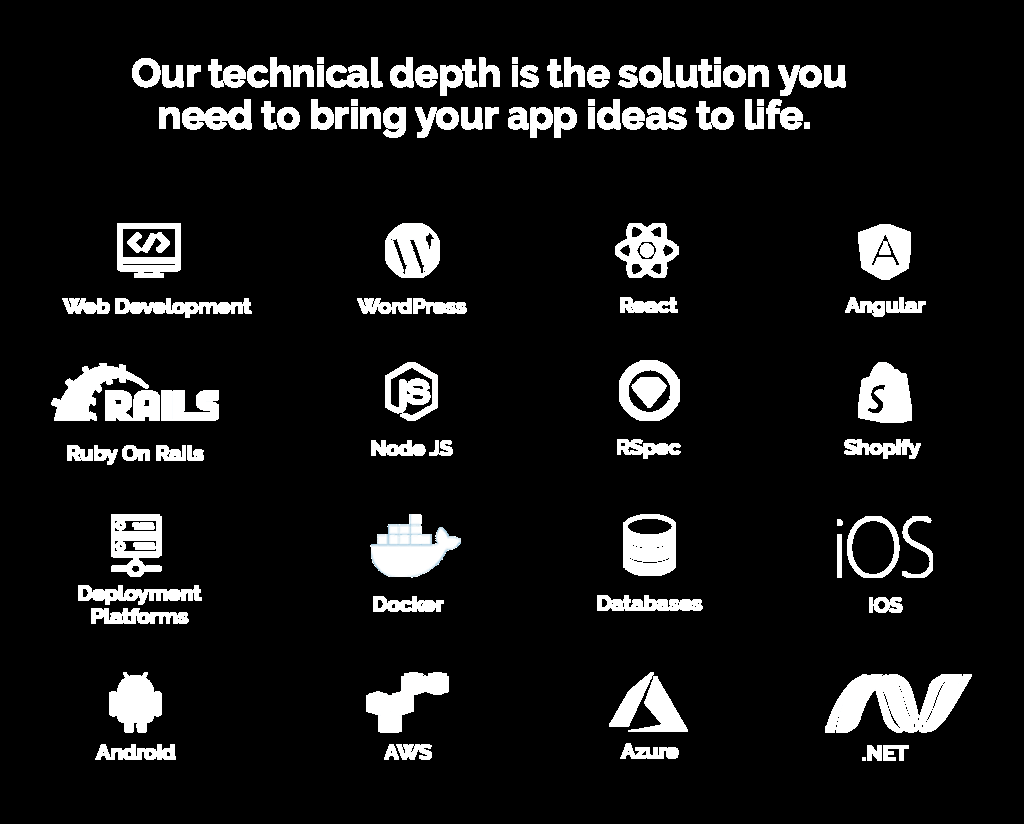 Our technical depth is the solution you
need to bring your app ideas to life.
Web Development
WordPress
React
Angular
RAILS
Ruby On Rails
JS
Node JS
RSpec
S
Shopify
Deployment
Platforms
Docker
Databases
iOS
iOS
Android
AWS
Azure
.NET